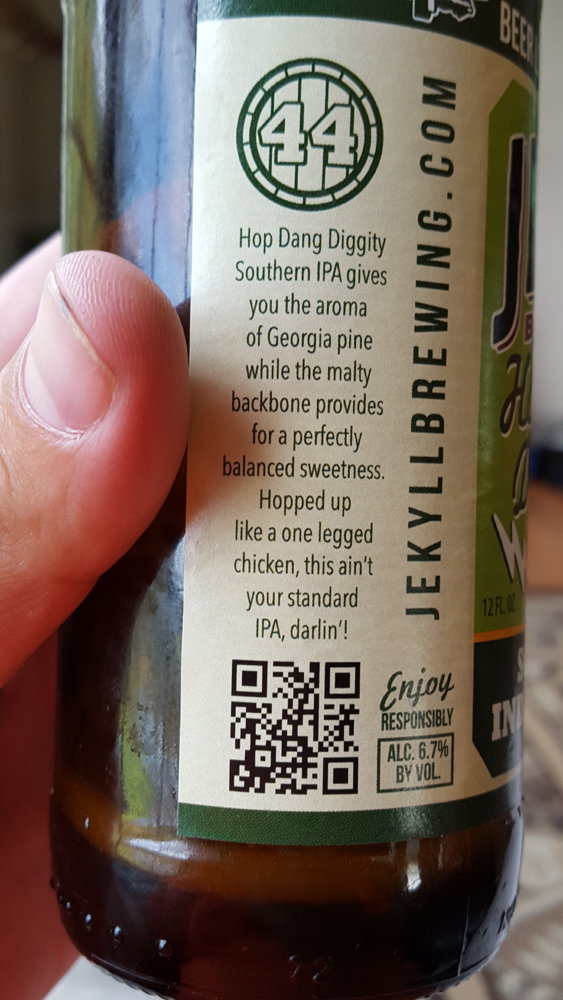 BEER
44
Hop Dang Diggity
Southern IPA gives
you the aroma
of Georgia pine
while the malty
backbone provides
for a perfectly
balanced sweetness.
Hopped up
like a one legged
chicken, this ain't
your standard
IPA, darlin'!
JEKYLLBREWING.COM
Enjoy
RESPONSIBLY
ALC. 6.7%
BY VOL.
12 FL. OZ.